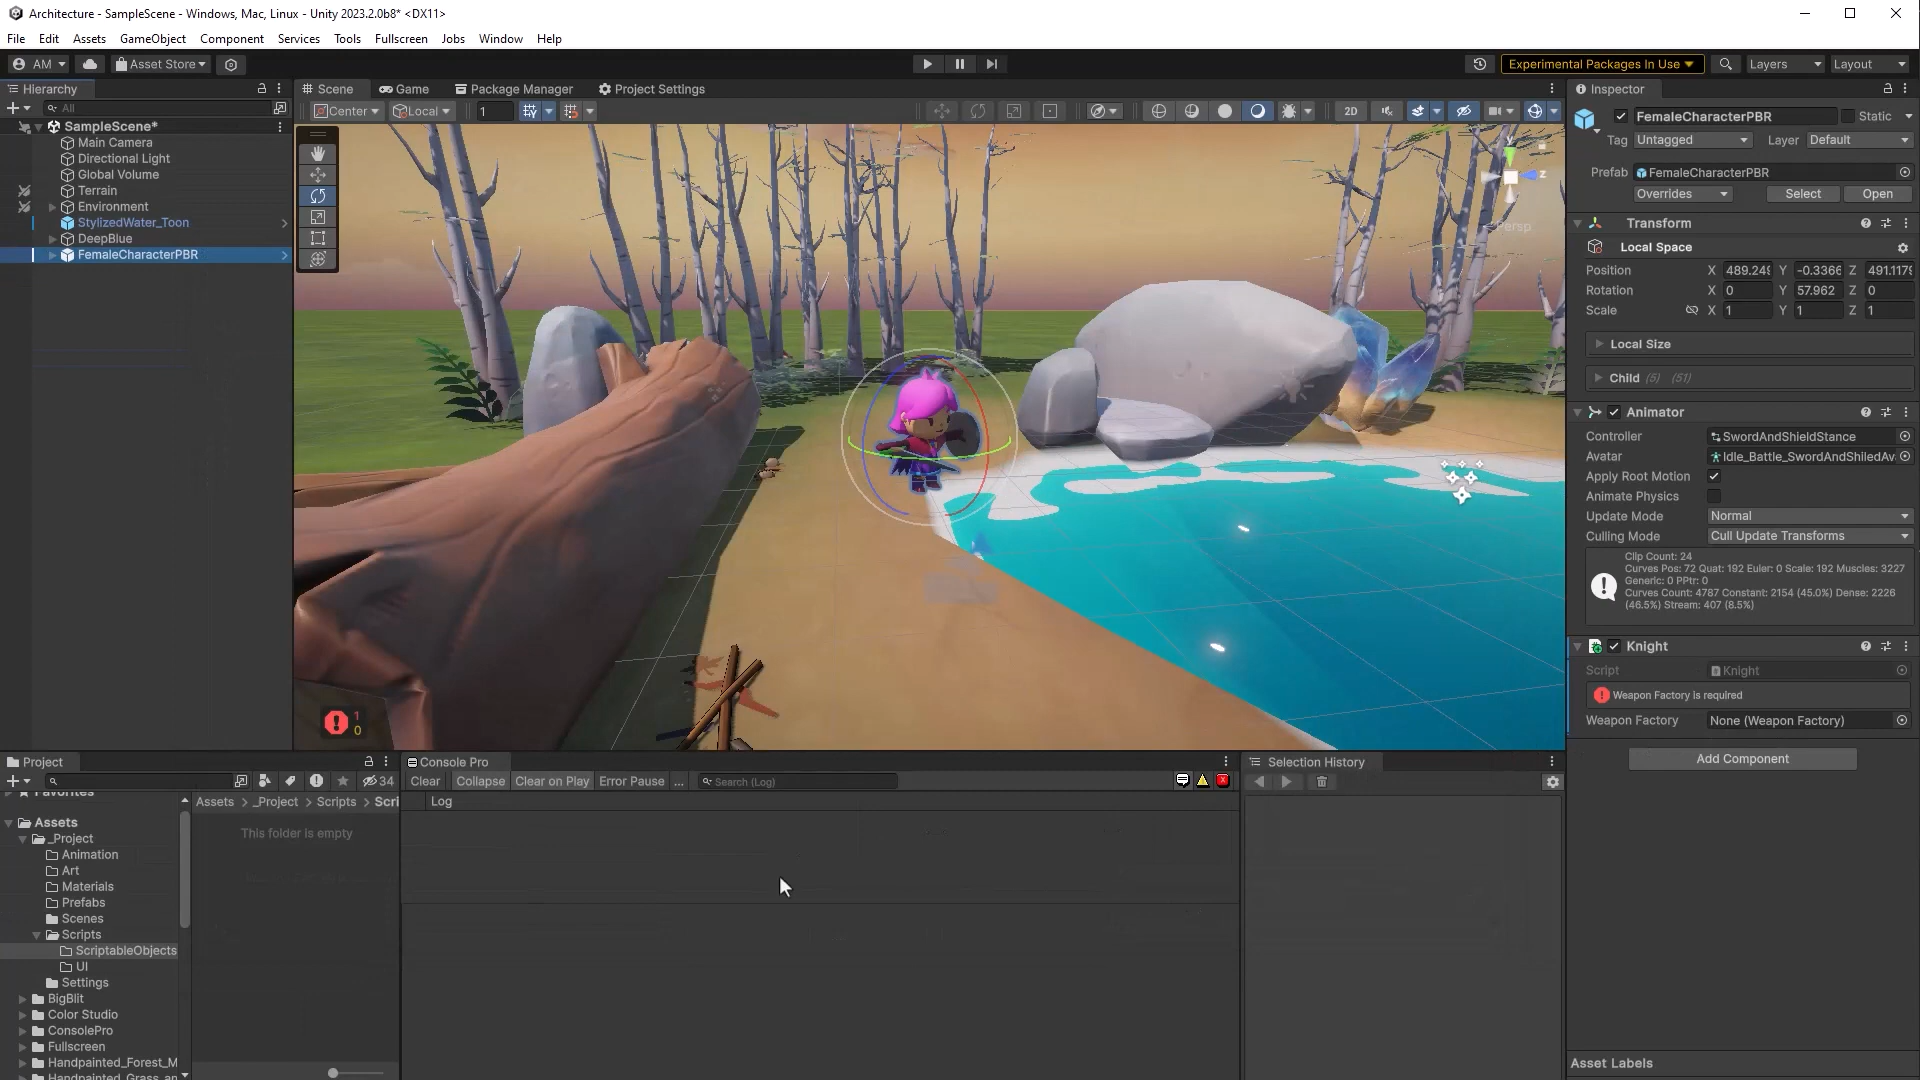 Architecture - SampleScene - Windows, Mac, Linux - Unity 2023.2.0b8* <DX11>
File Edit Assets GameObject Component Services Tools Fullscreen Jobs Window Help
AM Asset Store Experimental Packages In Use Layers Layout
Hierarchy
All
SampleScene*
Main Camera
Directional Light
Global Volume
Terrain
Environment
StylizedWater_Toon
DeepBlue
FemaleCharacterPBR
Scene Game Package Manager Project Settings
Center Local 1 2D
y
z
Persp
1
0
Inspector
FemaleCharacterPBR Static
Tag Untagged Layer Default
Prefab FemaleCharacterPBR
Overrides Select Open
Transform
Local Space
Position X 489.249 Y -0.3366 Z 491.1179
Rotation X 0 Y 57.962 Z 0
Scale X 1 Y 1 Z 1
Local Size
Child (5) (51)
Animator
Controller SwordAndShieldStance
Avatar Idle_Battle_SwordAndShiledAv
Apply Root Motion
Animate Physics
Update Mode Normal
Culling Mode Cull Update Transforms
Clip Count: 24
Curves Pos: 72 Quat: 192 Euler: 0 Scale: 192 Muscles: 3227
Generic: 0 PPtr: 0
Curves Count: 4787 Constant: 2154 (45.0%) Dense: 2226
(46.5%) Stream: 407 (8.5%)
Knight
Script Knight
Weapon Factory is required
Weapon Factory None (Weapon Factory)
Add Component
Asset Labels
Project
34
Favorites
Assets
_Project
Animation
Art
Materials
Prefabs
Scenes
Scripts
ScriptableObjects
UI
Settings
BigBlit
Color Studio
ConsolePro
Fullscreen
Handpainted_Forest_M
Handpainted_Grass_an
Assets > _Project > Scripts > Scri
This folder is empty
Console Pro
Clear Collapse Clear on Play Error Pause ... Search (Log)
Log
Selection History